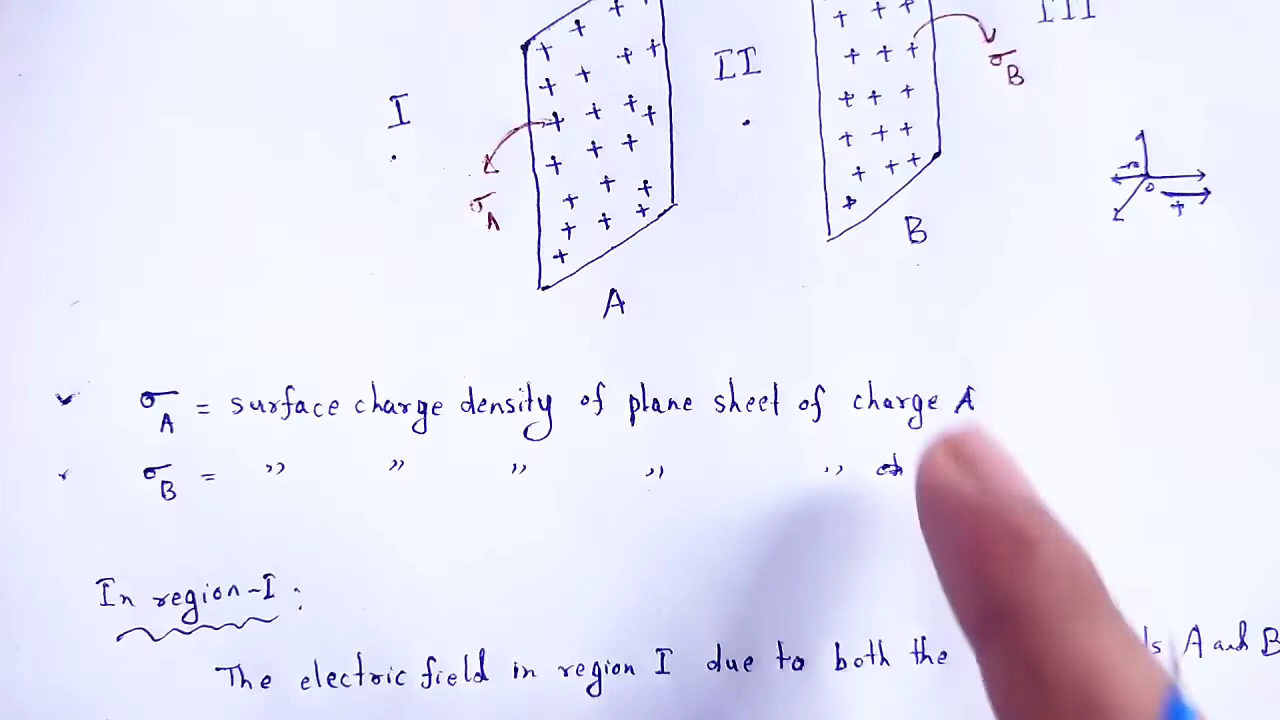 I
II
III
σA
σB
-n
o
+
A
B
σA = surface charge density of plane sheet of charge A
σB = ,, ,, ,, ,, ,,
In region-I :
The electric field in region I due to both the A and B